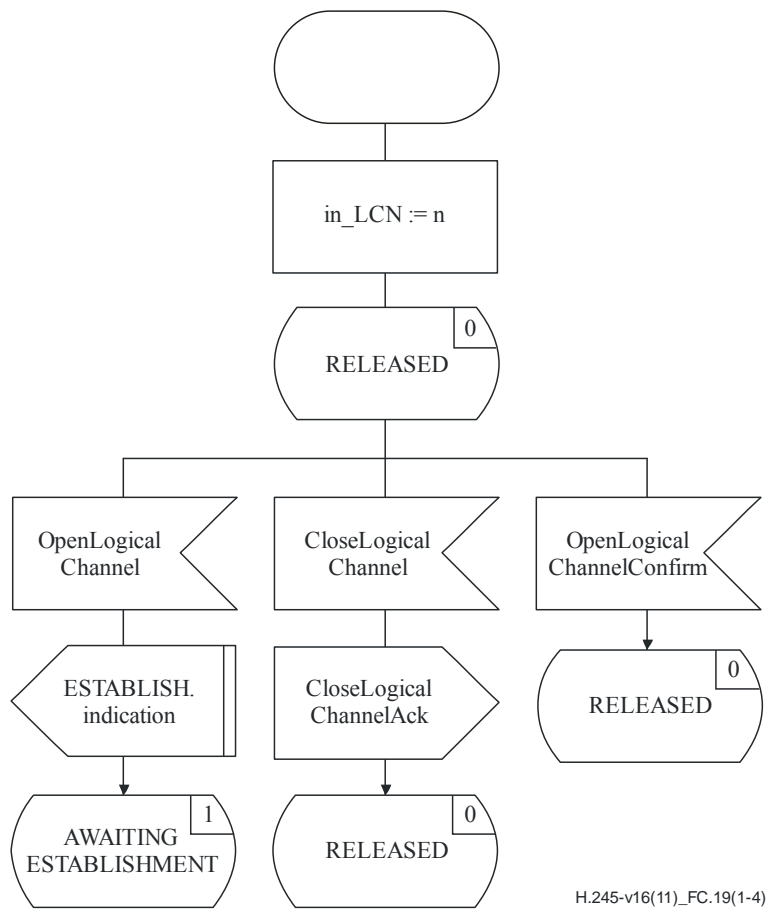 in_LCN := n
0
RELEASED
OpenLogical
Channel
CloseLogical
Channel
OpenLogical
ChannelConfirm
ESTABLISH.
indication
CloseLogical
ChannelAck
0
RELEASED
1
AWAITING
ESTABLISHMENT
0
RELEASED
H.245-v16(11)_FC.19(1-4)